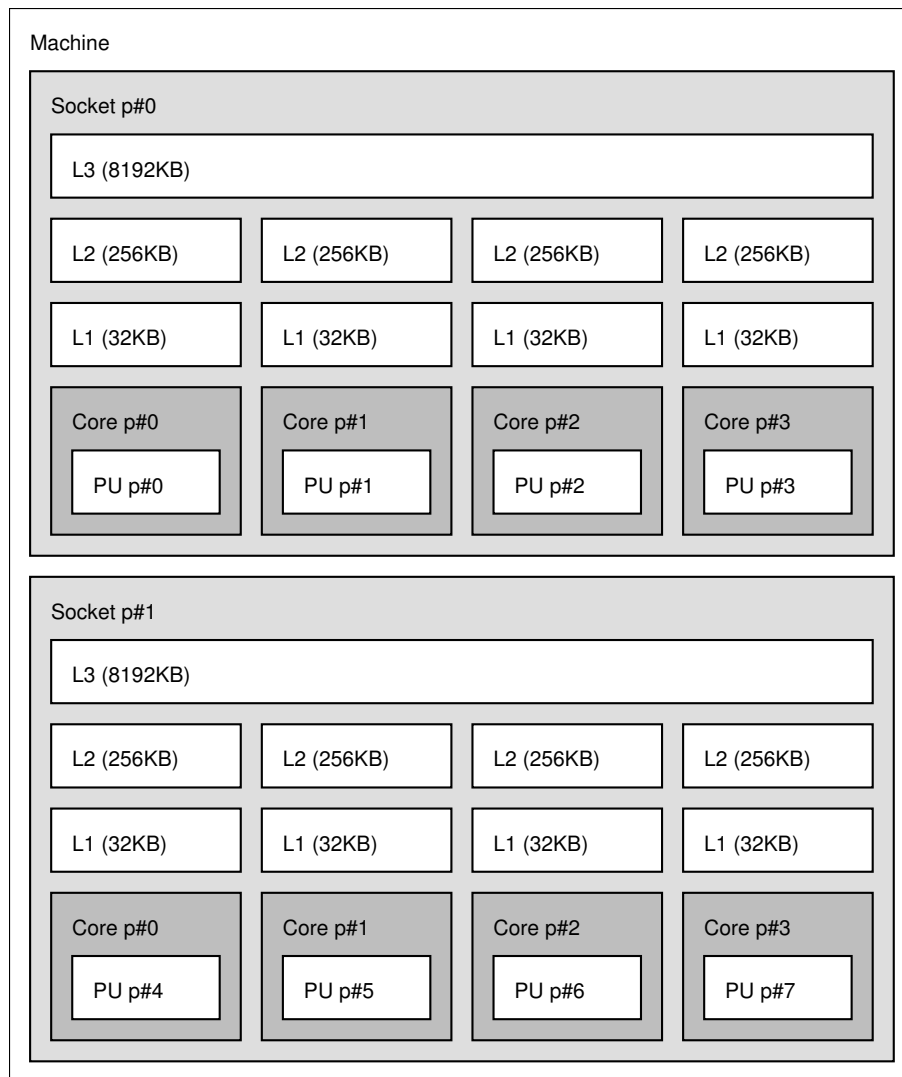 Machine
Socket p#0
L3 (8192KB)
L2 (256KB) L2 (256KB) L2 (256KB) L2 (256KB)
L1 (32KB) L1 (32KB) L1 (32KB) L1 (32KB)
Core p#0 Core p#1 Core p#2 Core p#3
PU p#0 PU p#1 PU p#2 PU p#3
Socket p#1
L3 (8192KB)
L2 (256KB) L2 (256KB) L2 (256KB) L2 (256KB)
L1 (32KB) L1 (32KB) L1 (32KB) L1 (32KB)
Core p#0 Core p#1 Core p#2 Core p#3
PU p#4 PU p#5 PU p#6 PU p#7